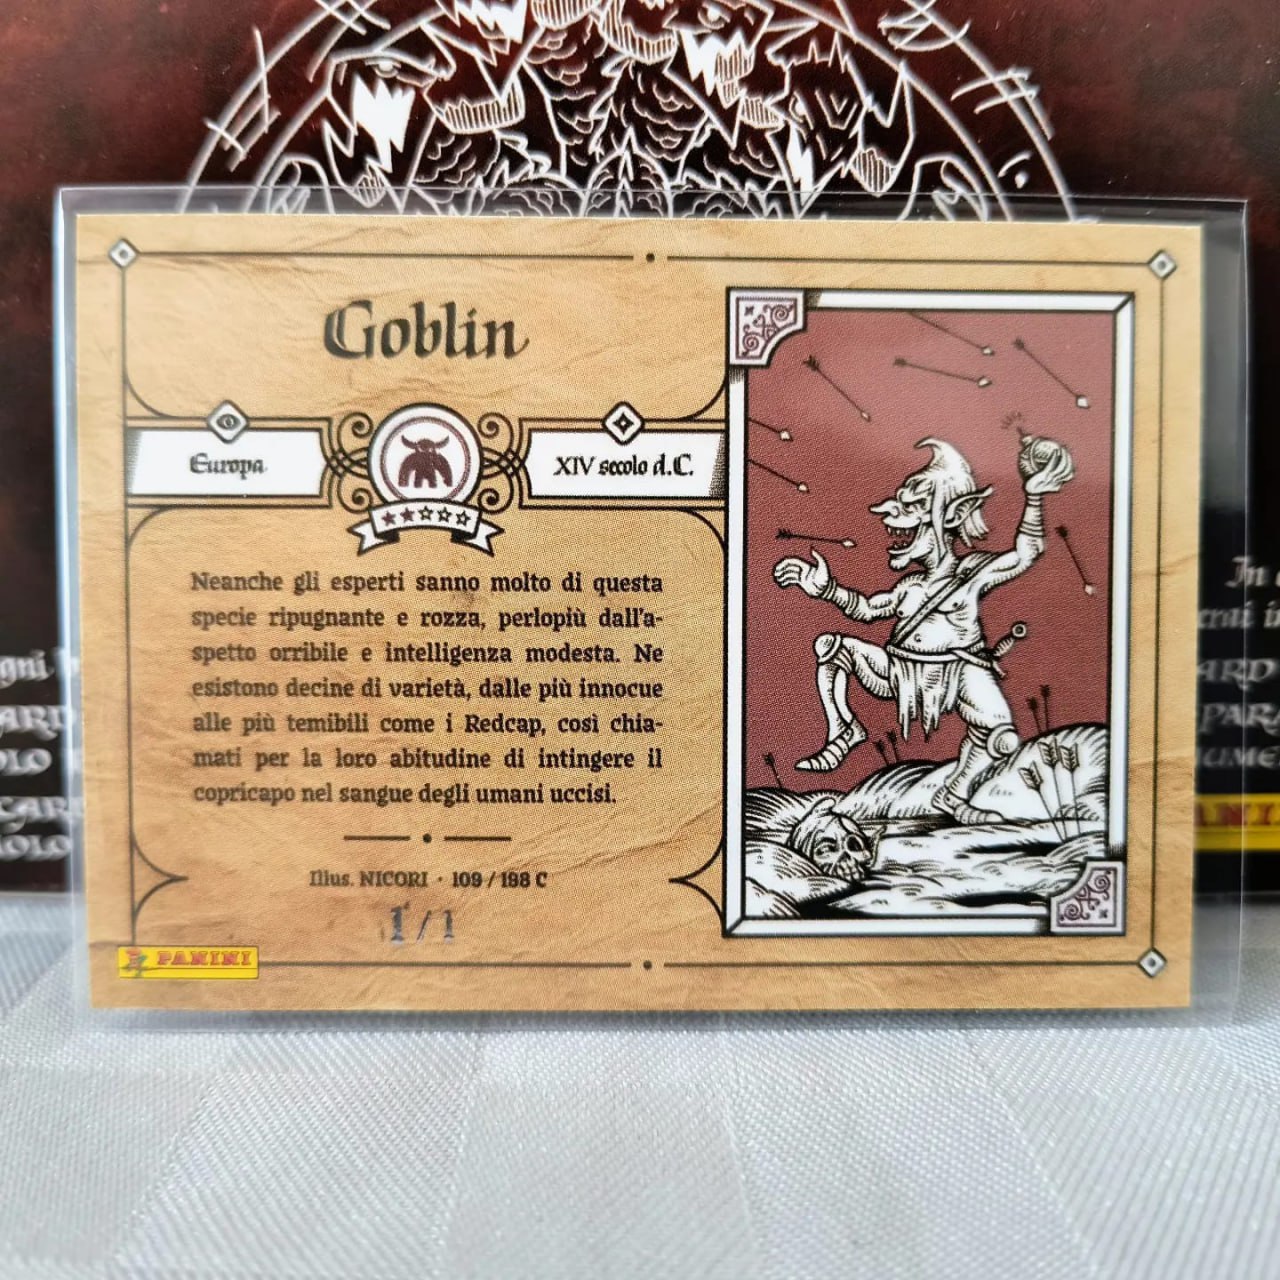 Goblin
Europa
XIV secolo d.C.
Neanche gli esperti sanno molto di questa
specie ripugnante e rozza, perlopiù dall'a-
spetto orribile e intelligenza modesta. Ne
esistono decine di varietà, dalle più innocue
alle più temibili come i Redcap, così chia-
mati per la loro abitudine di intingere il
copricapo nel sangue degli umani uccisi.
Illus. NICORI · 109 / 198 C
1/1
PANINI
In